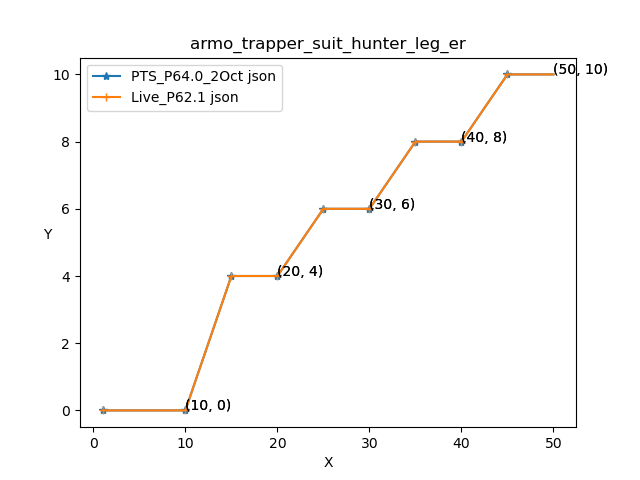 armo_trapper_suit_hunter_leg_er
PTS_P64.0_2Oct json
Live_P62.1 json
(50, 10)
(40, 8)
(30, 6)
(20, 4)
(10, 0)
10
8
6
4
2
0
Y
0 10 20 30 40 50
X